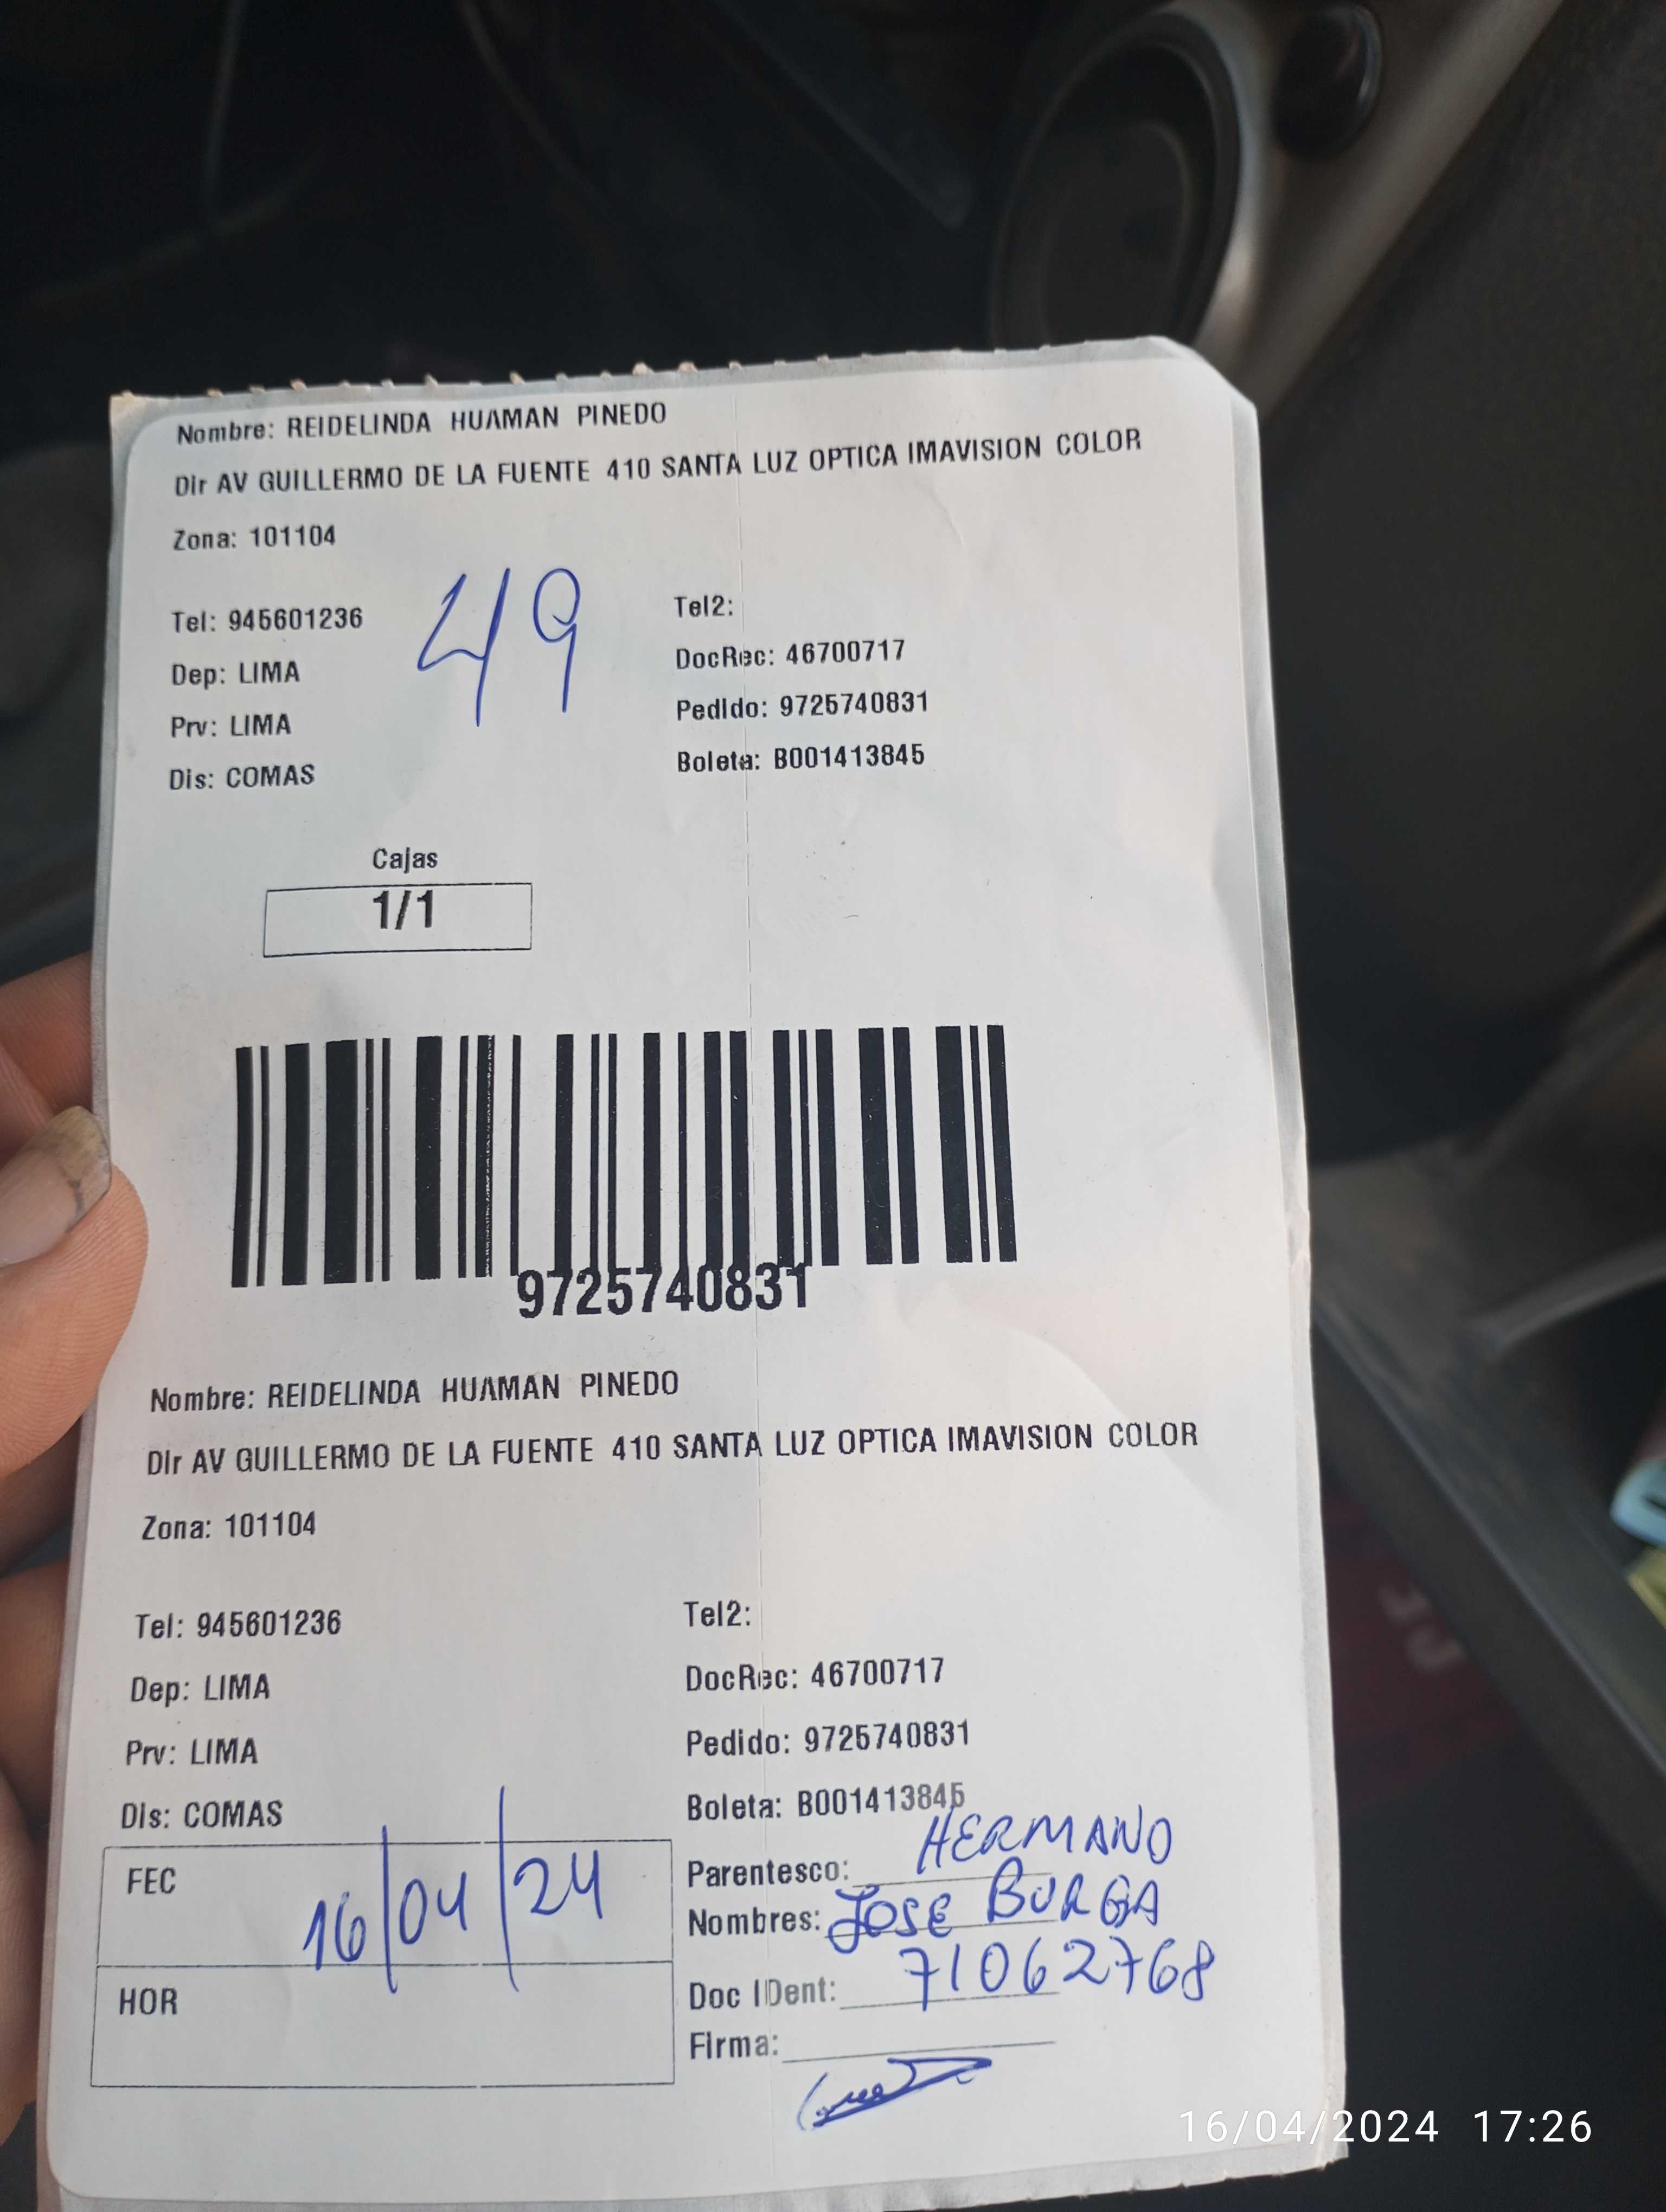 Nombre: REIDELINDA HUAMAN PINEDO
Dir AV GUILLERMO DE LA FUENTE 410 SANTA LUZ OPTICA IMAVISION COLOR
Zona: 101104
49
Tel: 945601236
Tel2:
Dep: LIMA
DocRec: 46700717
Prv: LIMA
Pedido: 9725740831
Dis: COMAS
Boleta: B001413845
Cajas
1/1
9725740831
Nombre: REIDELINDA HUAMAN PINEDO
Dir AV GUILLERMO DE LA FUENTE 410 SANTA LUZ OPTICA IMAVISION COLOR
Zona: 101104
Tel: 945601236
Tel2:
Dep: LIMA
DocRec: 46700717
Prv: LIMA
Pedido: 9725740831
Dis: COMAS
Boleta: B001413845
FEC 16/04/24
Parentesco: HERMANO
Nombres: JOSE BURGA
HOR
Doc IDent: 71062768
Firma:
16/04/2024 17:26